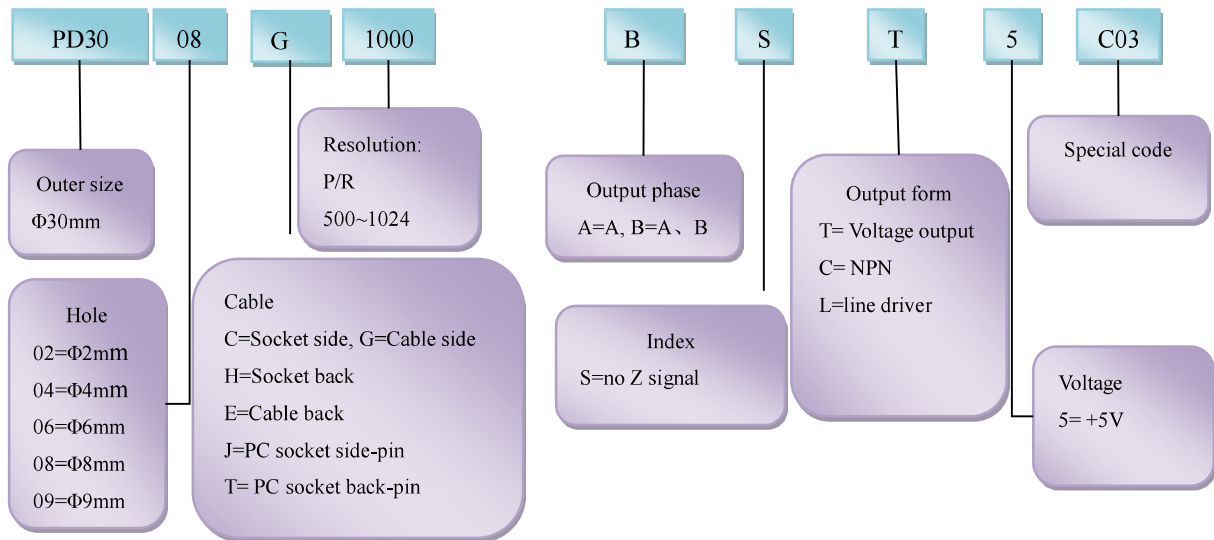 PD30 08 G 1000 B S T 5 C03
Outer size
Φ30mm
Hole
02=Φ2mm
04=Φ4mm
06=Φ6mm
08=Φ8mm
09=Φ9mm
Resolution:
P/R
500~1024
Cable
C=Socket side, G=Cable side
H=Socket back
E=Cable back
J=PC socket side-pin
T= PC socket back-pin
Output phase
A=A, B=A、B
Index
S=no Z signal
Output form
T= Voltage output
C= NPN
L=line driver
Special code
Voltage
5= +5V